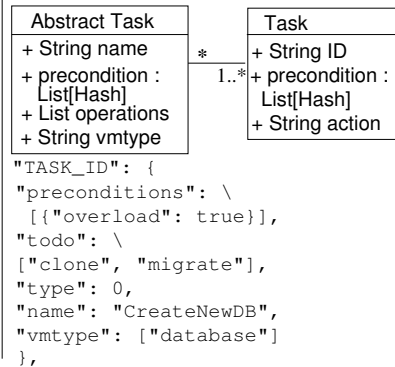 Abstract Task
+ String name
+ precondition :
List[Hash]
+ List operations
+ String vmtype
*
1..*
Task
+ String ID
+ precondition :
List[Hash]
+ String action
"TASK_ID": {
"preconditions": \
[{"overload": true}],
"todo": \
["clone", "migrate"],
"type": 0,
"name": "CreateNewDB",
"vmtype": ["database"]
},